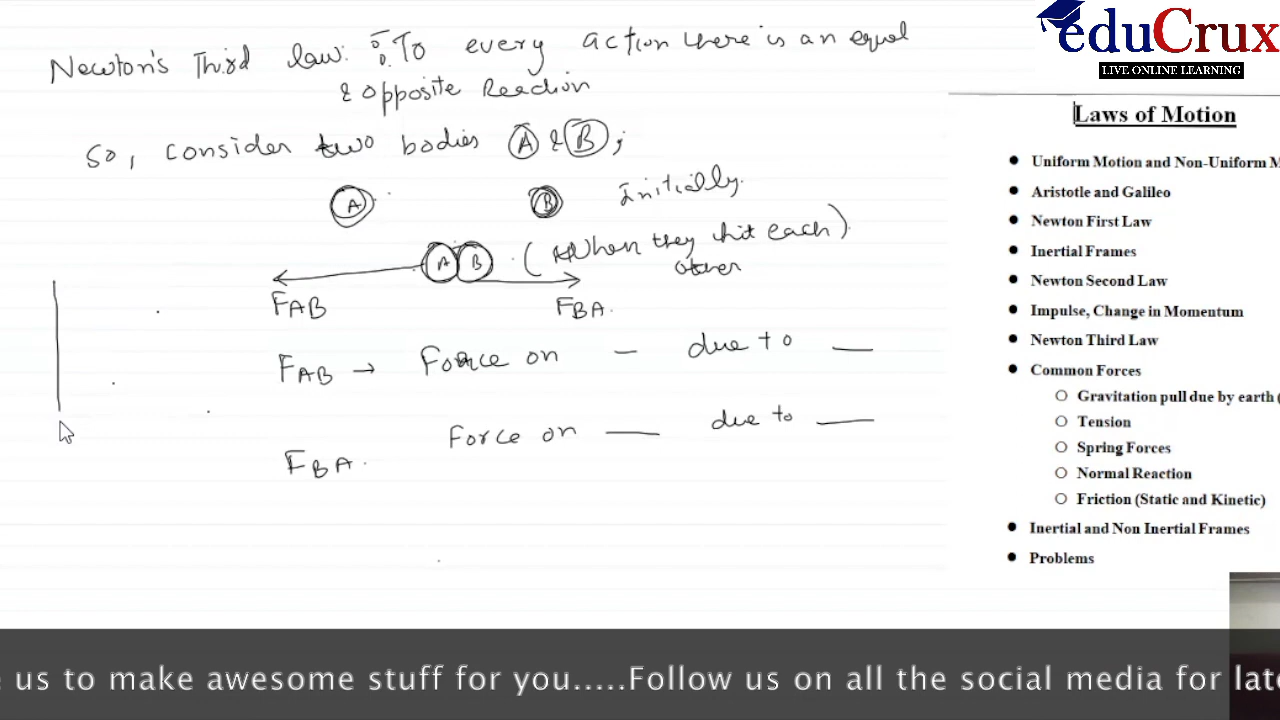 Newton's Third law: To every action there is an equal
& opposite Reaction
So, consider two bodies A & B;
A B Initially.
A B (When they hit each)
other
FAB FBA.
FAB → Force on — due to —
Force on — due to —
FBA.
eduCrux
LIVE ONLINE LEARNING
Laws of Motion
● Uniform Motion and Non-Uniform M
● Aristotle and Galileo
● Newton First Law
● Inertial Frames
● Newton Second Law
● Impulse, Change in Momentum
● Newton Third Law
● Common Forces
○ Gravitation pull due by earth (
○ Tension
○ Spring Forces
○ Normal Reaction
○ Friction (Static and Kinetic)
● Inertial and Non Inertial Frames
● Problems
us to make awesome stuff for you.....Follow us on all the social media for late